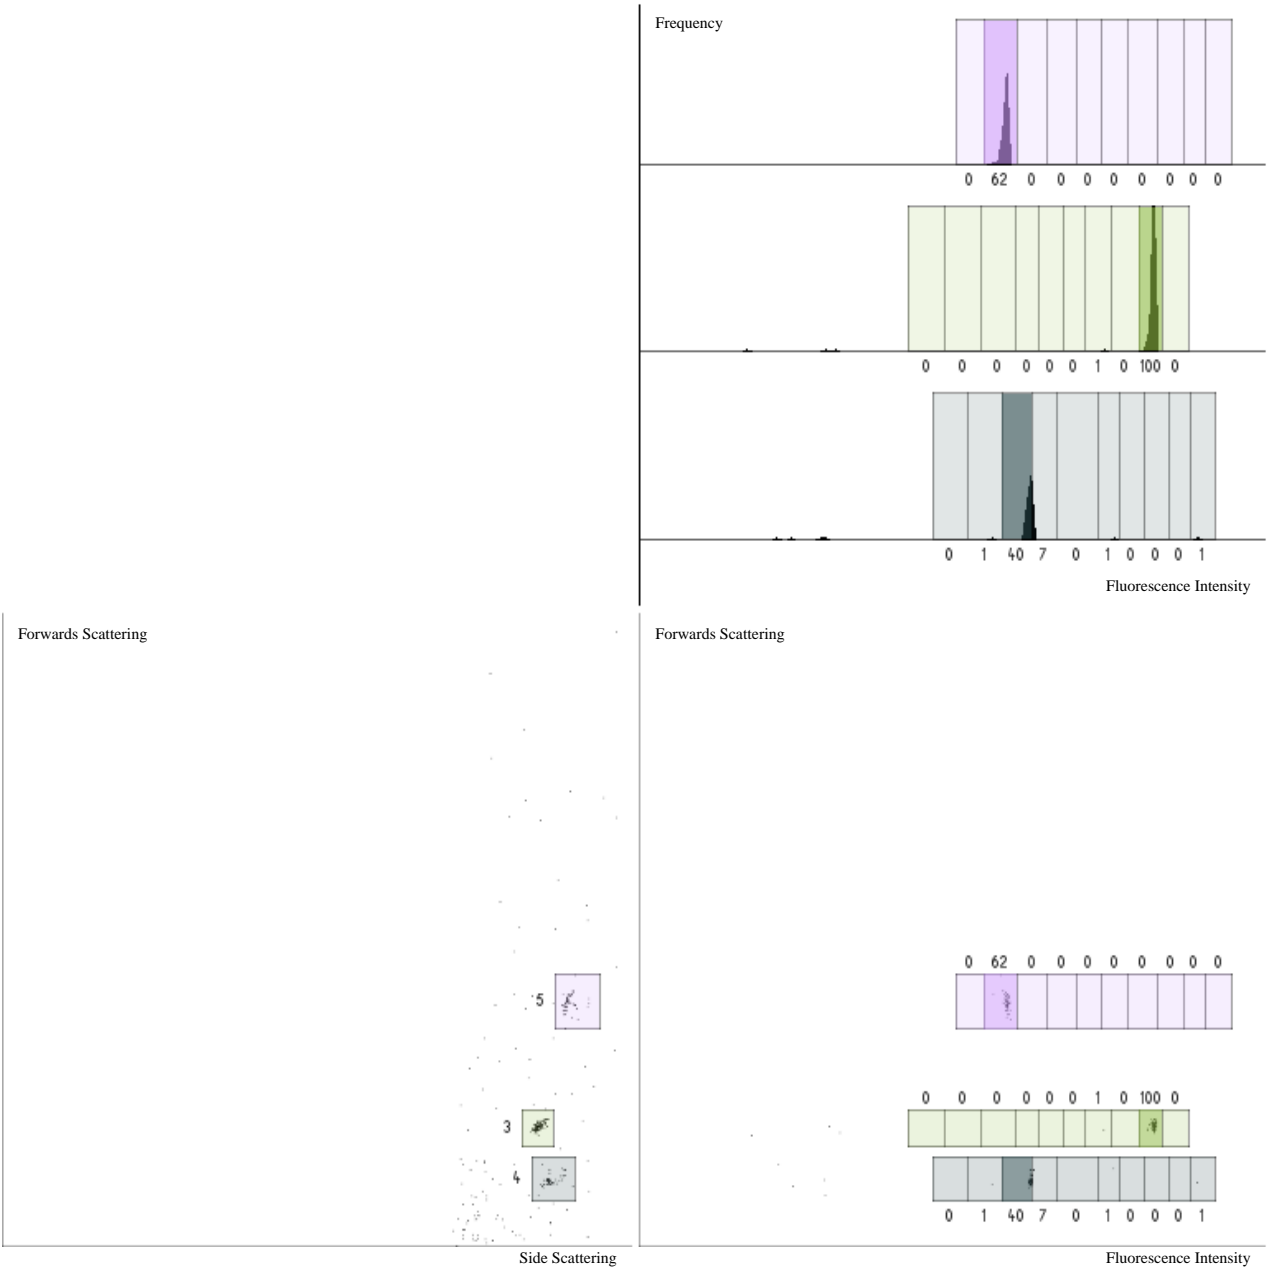 Frequency
0 62 0 0 0 0 0 0 0 0
0 0 0 0 0 0 1 0 100 0
0 1 40 7 0 1 0 0 0 1
Fluorescence Intensity
Forwards Scattering
5
3
4
Side Scattering
Forwards Scattering
0 62 0 0 0 0 0 0 0 0
0 0 0 0 0 0 1 0 100 0
0 1 40 7 0 1 0 0 0 1
Fluorescence Intensity